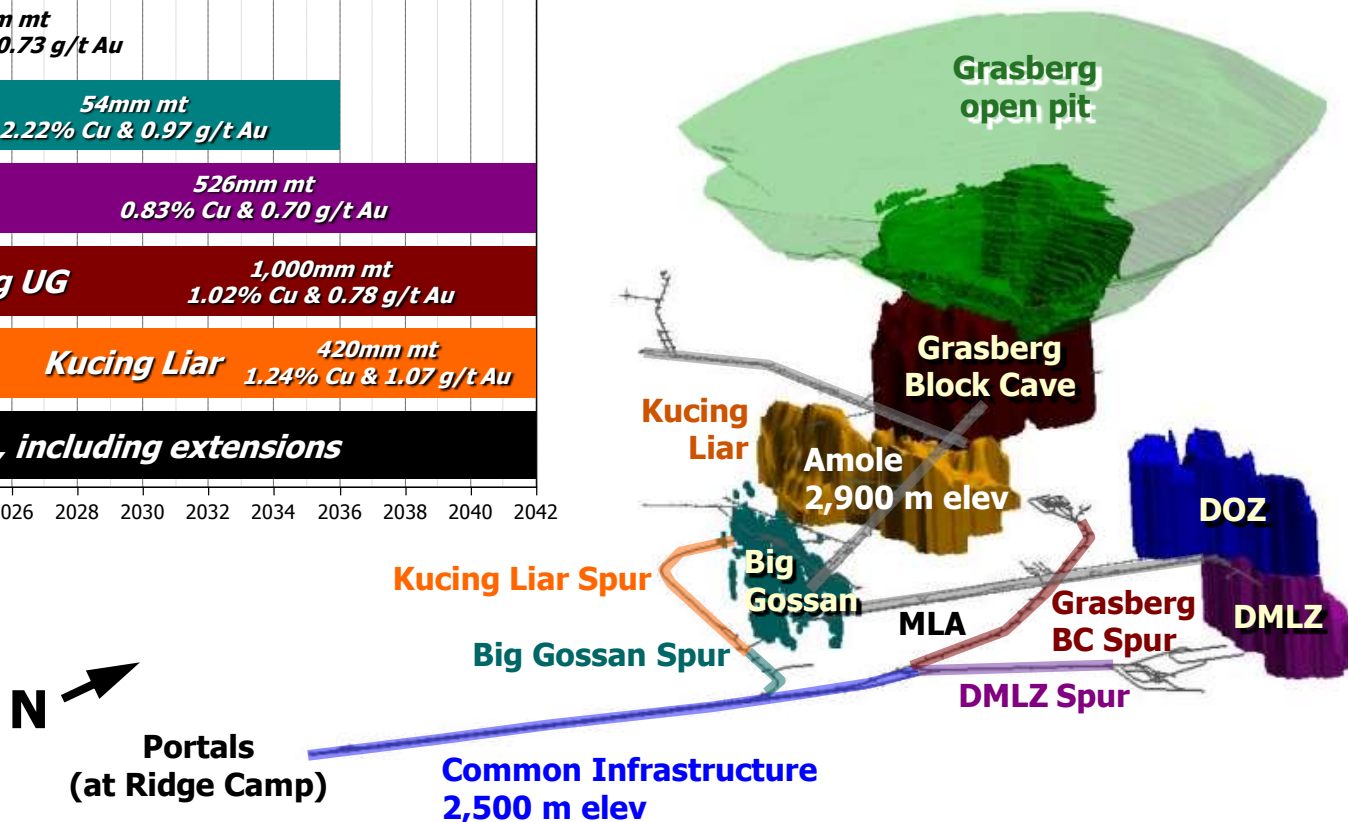 m mt
0.73 g/t Au
54mm mt
2.22% Cu & 0.97 g/t Au
526mm mt
0.83% Cu & 0.70 g/t Au
g UG
1,000mm mt
1.02% Cu & 0.78 g/t Au
Kucing Liar
420mm mt
1.24% Cu & 1.07 g/t Au
, including extensions
026 2028 2030 2032 2034 2036 2038 2040 2042
Grasberg
open pit
Grasberg
Block Cave
Kucing
Liar
Amole
2,900 m elev
DOZ
Big
Gossan
DMLZ
Kucing Liar Spur
MLA
Grasberg
BC Spur
Big Gossan Spur
DMLZ Spur
N
Portals
(at Ridge Camp)
Common Infrastructure
2,500 m elev